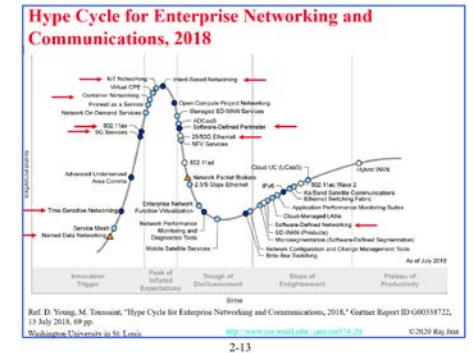 Hype Cycle for Enterprise Networking and
Communications, 2018
IoT Networking
Intent-Based Networking
Virtual CPE
Container Networking
Firewall as a Service
Network On-Demand Services
Open Compute Project Networking
Managed SD-WAN Services
ADCaaS
Software-Defined Perimeter
25/50G Ethernet
NFV Services
802.11ax
5G Services
802.11ad
Network Packet Brokers
2.5/5 Gbps Ethernet
Advanced Underserved
Area Comms
Time-Sensitive Networking
Service Mesh
Named Data Networking
Enterprise Network
Function Virtualization
Network Performance
Monitoring and
Diagnostics Tools
Mobile Satellite Services
Cloud UC (UCaaS)
Hybrid WAN
IPv6
802.11ac Wave 2
Ka Band Satellite Communications
Ethernet Switching Fabric
Application Performance Monitoring Suites
Cloud-Managed LANs
Software-Defined Networking
SD-WAN (Products)
Microsegmentation (Software-Defined Segmentation)
Network Configuration and Change Management Tools
Brite-Box Switching
As of July 2018
Innovation
Trigger
Peak of
Inflated
Expectations
Trough of
Disillusionment
Slope of
Enlightenment
Plateau of
Productivity
time
Ref: D. Young, M. Toussaint, "Hype Cycle for Enterprise Networking and Communications, 2018," Gartner Report ID G00338722,
13 July 2018, 69 pp.
Washington University in St. Louis
©2020 Raj Jain
2-13